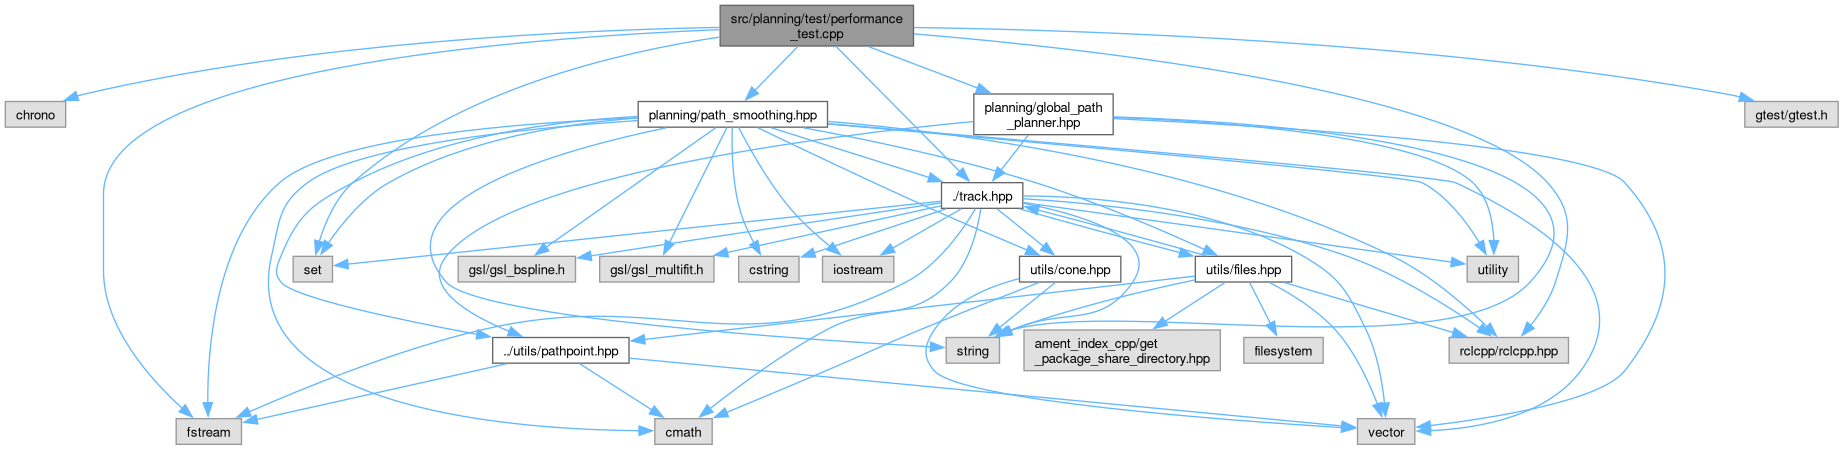 src/planning/test/performance
_test.cpp
chrono
planning/path_smoothing.hpp
planning/global_path
_planner.hpp
gtest/gtest.h
./track.hpp
set
gsl/gsl_bspline.h
gsl/gsl_multifit.h
cstring
iostream
utils/cone.hpp
utils/files.hpp
utility
../utils/pathpoint.hpp
string
ament_index_cpp/get
_package_share_directory.hpp
filesystem
rclcpp/rclcpp.hpp
fstream
cmath
vector